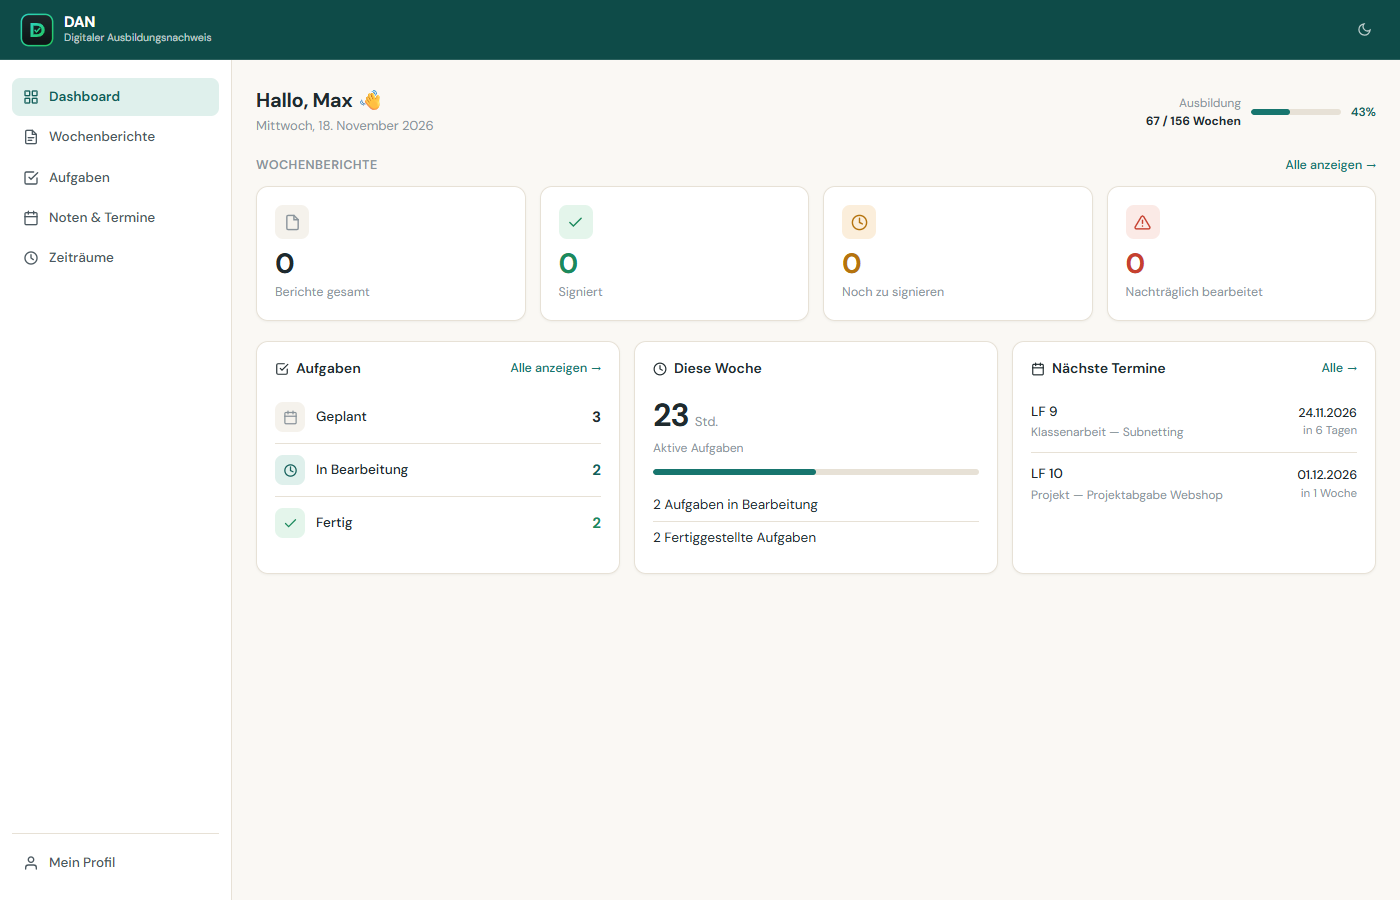 DAN
Digitaler Ausbildungsnachweis
Dashboard
Wochenberichte
Aufgaben
Noten & Termine
Zeiträume
Mein Profil
Hallo, Max 👋
Mittwoch, 18. November 2026
Ausbildung
67 / 156 Wochen
43%
WOCHENBERICHTE
Alle anzeigen →
0
Berichte gesamt
0
Signiert
0
Noch zu signieren
0
Nachträglich bearbeitet
Aufgaben
Alle anzeigen →
Geplant 3
In Bearbeitung 2
Fertig 2
Diese Woche
23 Std.
Aktive Aufgaben
2 Aufgaben in Bearbeitung
2 Fertiggestellte Aufgaben
Nächste Termine
Alle →
LF 9 24.11.2026
Klassenarbeit — Subnetting in 6 Tagen
LF 10 01.12.2026
Projekt — Projektabgabe Webshop in 1 Woche